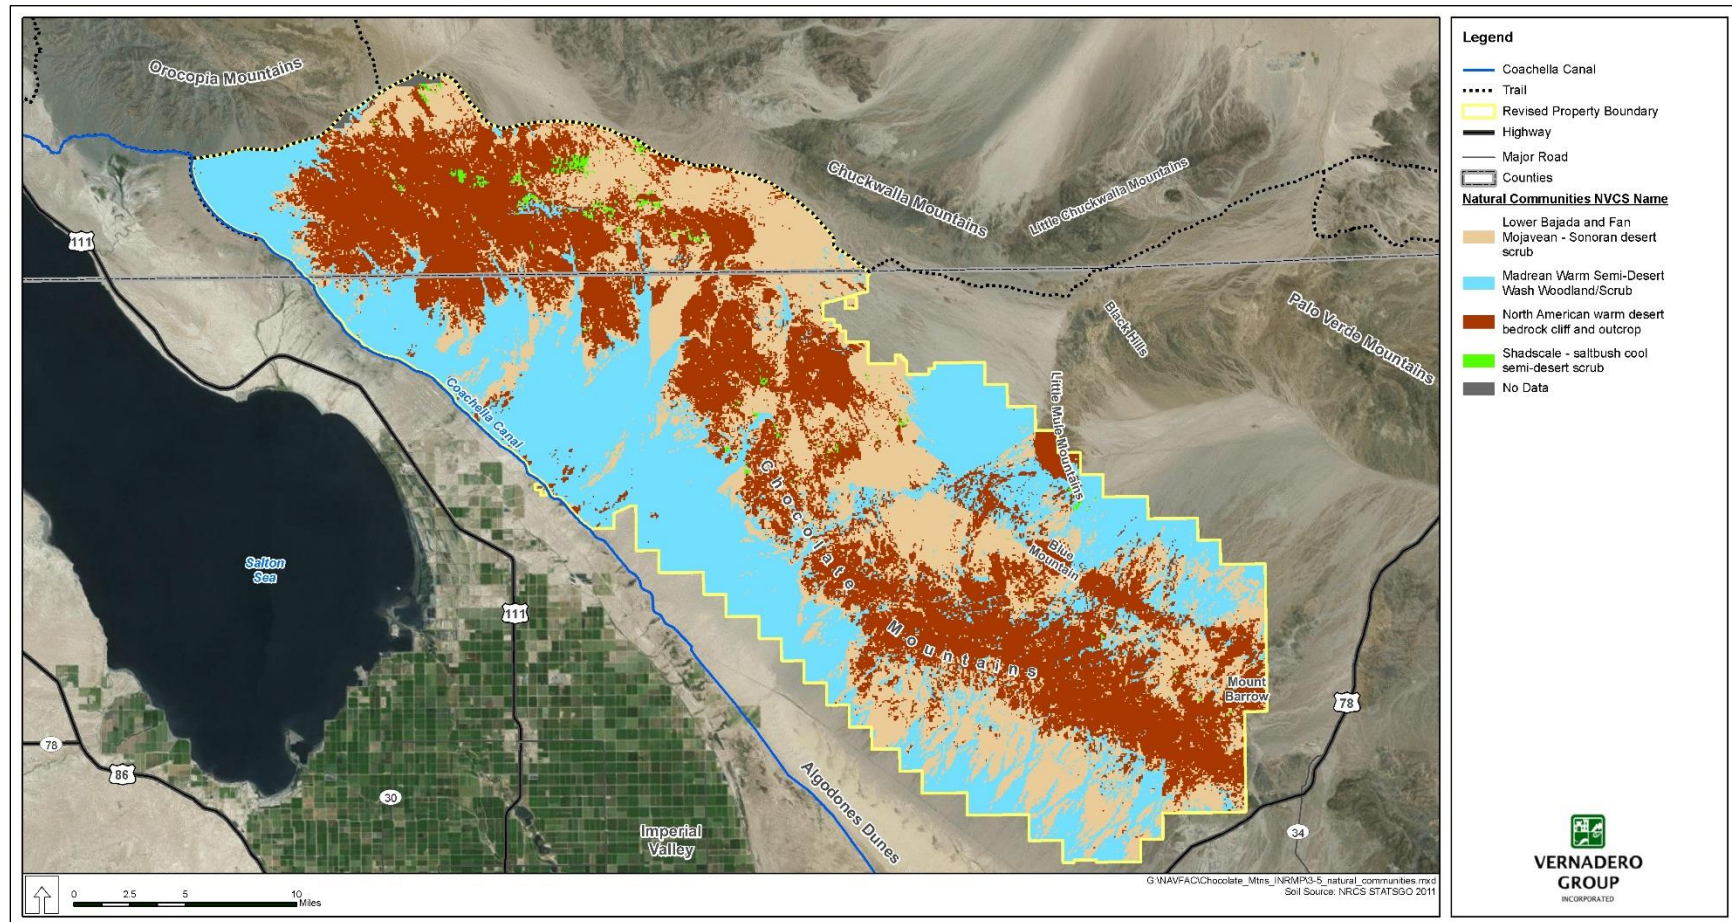 Orocopia Mountains
Chuckwalla Mountains
Little Chuckwalla Mountains
111
Black Hills
Palo Verde Mountains
Coachella Canal
Little Mule Mountains
Chocolate Mountains
Salton
Sea
Blue
Mountain
111
Mount
Barrow
78
78
86
30
Algodones Dunes
Imperial
Valley
34
0 2.5 5 10
Miles
G:\NAVFAC\Chocolate_Mtns_INRMP\3-5_natural_communities.mxd
Soil Source: NRCS STATSGO 2011
Legend
Coachella Canal
Trail
Revised Property Boundary
Highway
Major Road
Counties
Natural Communities NVCS Name
Lower Bajada and Fan
Mojavean - Sonoran desert
scrub
Madrean Warm Semi-Desert
Wash Woodland/Scrub
North American warm desert
bedrock cliff and outcrop
Shadscale - saltbush cool
semi-desert scrub
No Data
VERNADERO
GROUP
INCORPORATED